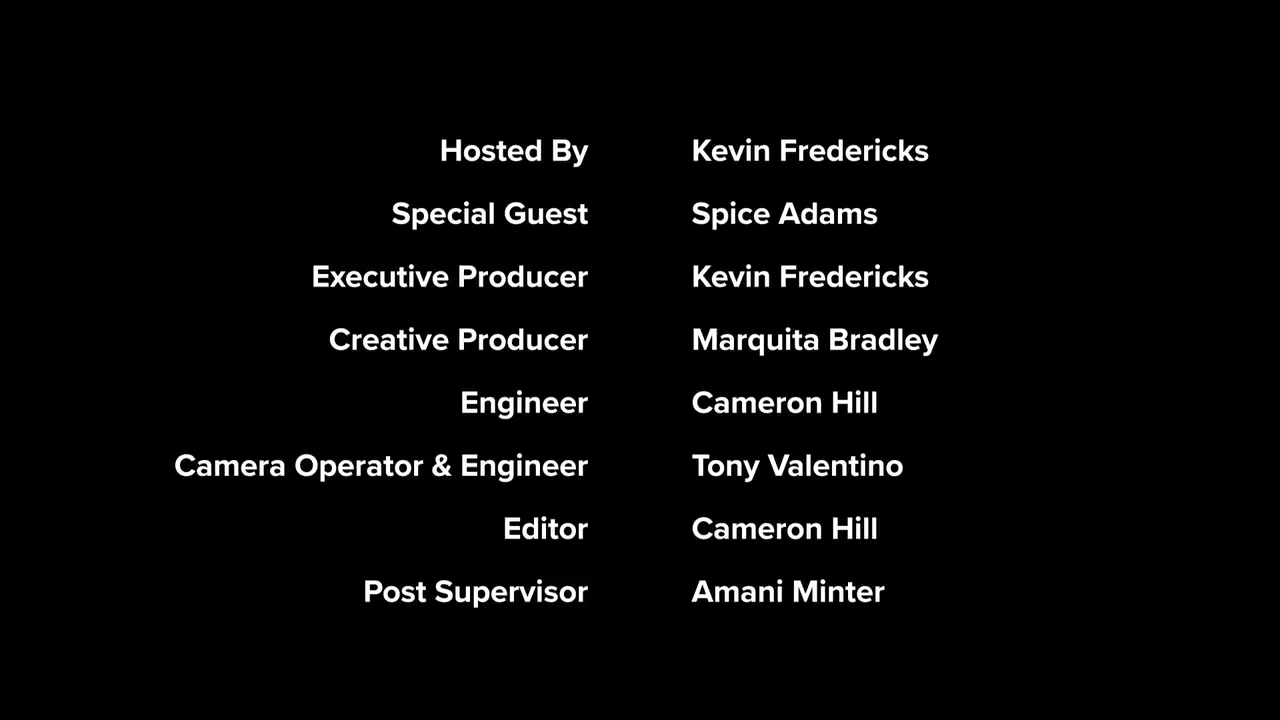 Hosted By Kevin Fredericks
Special Guest Spice Adams
Executive Producer Kevin Fredericks
Creative Producer Marquita Bradley
Engineer Cameron Hill
Camera Operator & Engineer Tony Valentino
Editor Cameron Hill
Post Supervisor Amani Minter